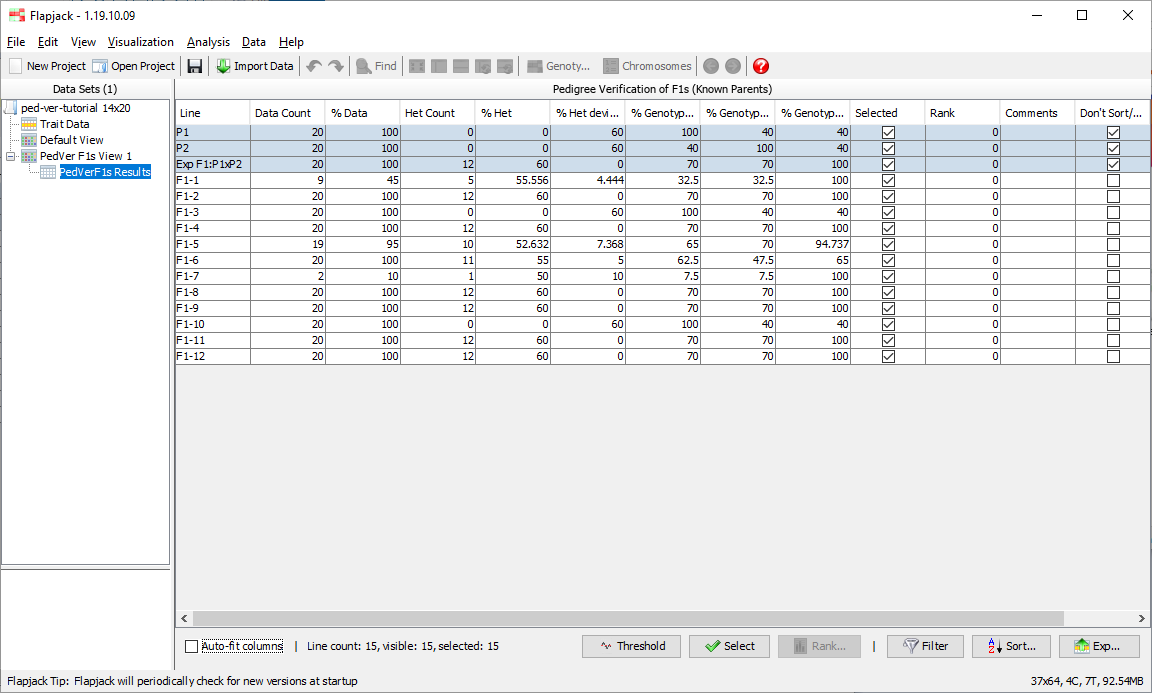 Flapjack - 1.19.10.09
File Edit View Visualization Analysis Data Help
New Project Open Project Import Data Find Genoty... Chromosomes ?
Data Sets (1)
ped-ver-tutorial 14x20
Trait Data
Default View
PedVer F1s View 1
PedVerF1s Results
Pedigree Verification of F1s (Known Parents)
Line Data Count % Data Het Count % Het % Het devi... % Genotyp... % Genotyp... % Genotyp... Selected Rank Comments Don't Sort/...
P1 20 100 0 0 60 100 40 40 0
P2 20 100 0 0 60 40 100 40 0
Exp F1:P1xP2 20 100 12 60 0 70 70 100 0
F1-1 9 45 5 55.556 4.444 32.5 32.5 100 0
F1-2 20 100 12 60 0 70 70 100 0
F1-3 20 100 0 0 60 100 40 40 0
F1-4 20 100 12 60 0 70 70 100 0
F1-5 19 95 10 52.632 7.368 65 70 94.737 0
F1-6 20 100 11 55 5 62.5 47.5 65 0
F1-7 2 10 1 50 10 7.5 7.5 100 0
F1-8 20 100 12 60 0 70 70 100 0
F1-9 20 100 12 60 0 70 70 100 0
F1-10 20 100 0 0 60 100 40 40 0
F1-11 20 100 12 60 0 70 70 100 0
F1-12 20 100 12 60 0 70 70 100 0
Auto-fit columns | Line count: 15, visible: 15, selected: 15 Threshold Select Rank... | Filter Sort... Exp...
Flapjack Tip: Flapjack will periodically check for new versions at startup 37x64, 4C, 7T, 92.54MB